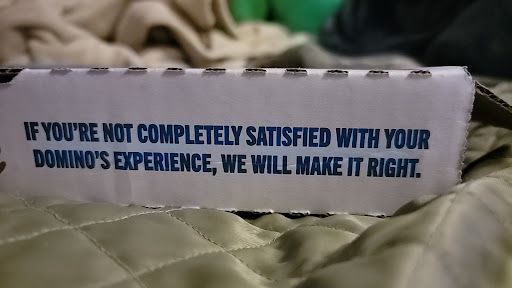 IF YOU'RE NOT COMPLETELY SATISFIED WITH YOUR
DOMINO'S EXPERIENCE, WE WILL MAKE IT RIGHT.